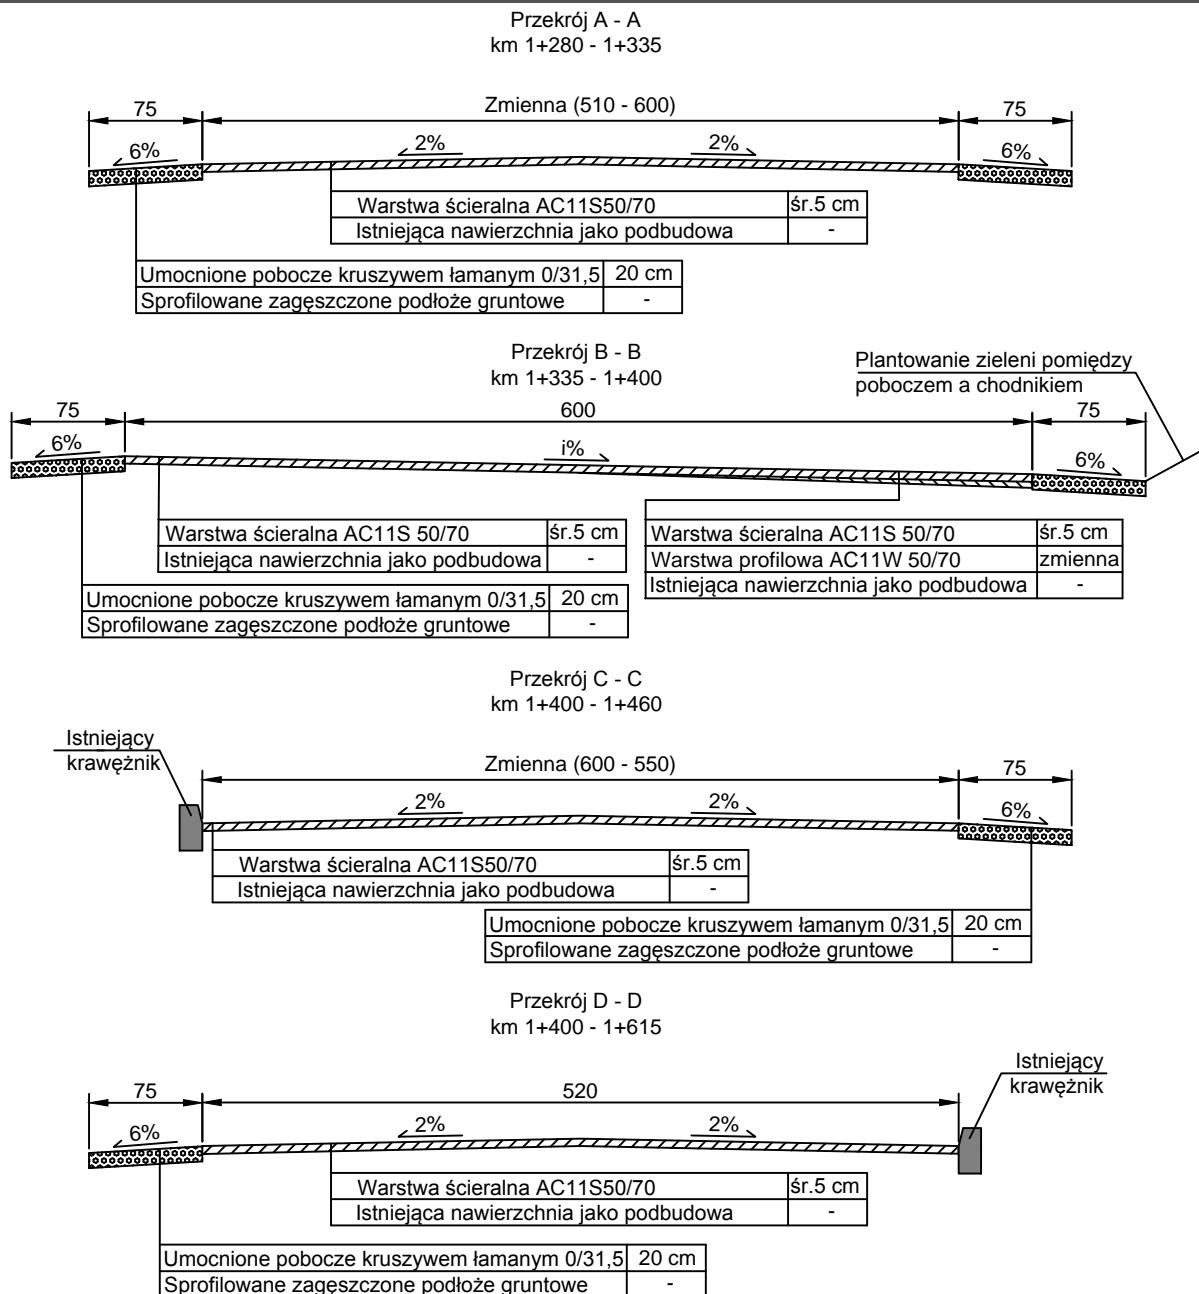 Przekrój A - A
km 1+280 - 1+335
75
Zmienna (510 - 600)
75
6%
2%
2%
6%
Warstwa ścieralna AC11S50/70 śr.5 cm
Istniejąca nawierzchnia jako podbudowa -
Umocnione pobocze kruszywem łamanym 0/31,5 20 cm
Sprofilowane zagęszczone podłoże gruntowe -
Przekrój B - B
km 1+335 - 1+400
Plantowanie zieleni pomiędzy
poboczem a chodnikiem
75
600
75
6%
i%
6%
Warstwa ścieralna AC11S 50/70 śr.5 cm
Istniejąca nawierzchnia jako podbudowa -
Warstwa ścieralna AC11S 50/70 śr.5 cm
Warstwa profilowa AC11W 50/70 zmienna
Istniejąca nawierzchnia jako podbudowa -
Umocnione pobocze kruszywem łamanym 0/31,5 20 cm
Sprofilowane zagęszczone podłoże gruntowe -
Przekrój C - C
km 1+400 - 1+460
Istniejący
krawężnik
Zmienna (600 - 550)
75
2%
2%
6%
Warstwa ścieralna AC11S50/70 śr.5 cm
Istniejąca nawierzchnia jako podbudowa -
Umocnione pobocze kruszywem łamanym 0/31,5 20 cm
Sprofilowane zagęszczone podłoże gruntowe -
Przekrój D - D
km 1+400 - 1+615
Istniejący
krawężnik
75
520
6%
2%
2%
Warstwa ścieralna AC11S50/70 śr.5 cm
Istniejąca nawierzchnia jako podbudowa -
Umocnione pobocze kruszywem łamanym 0/31,5 20 cm
Sprofilowane zagęszczone podłoże gruntowe -